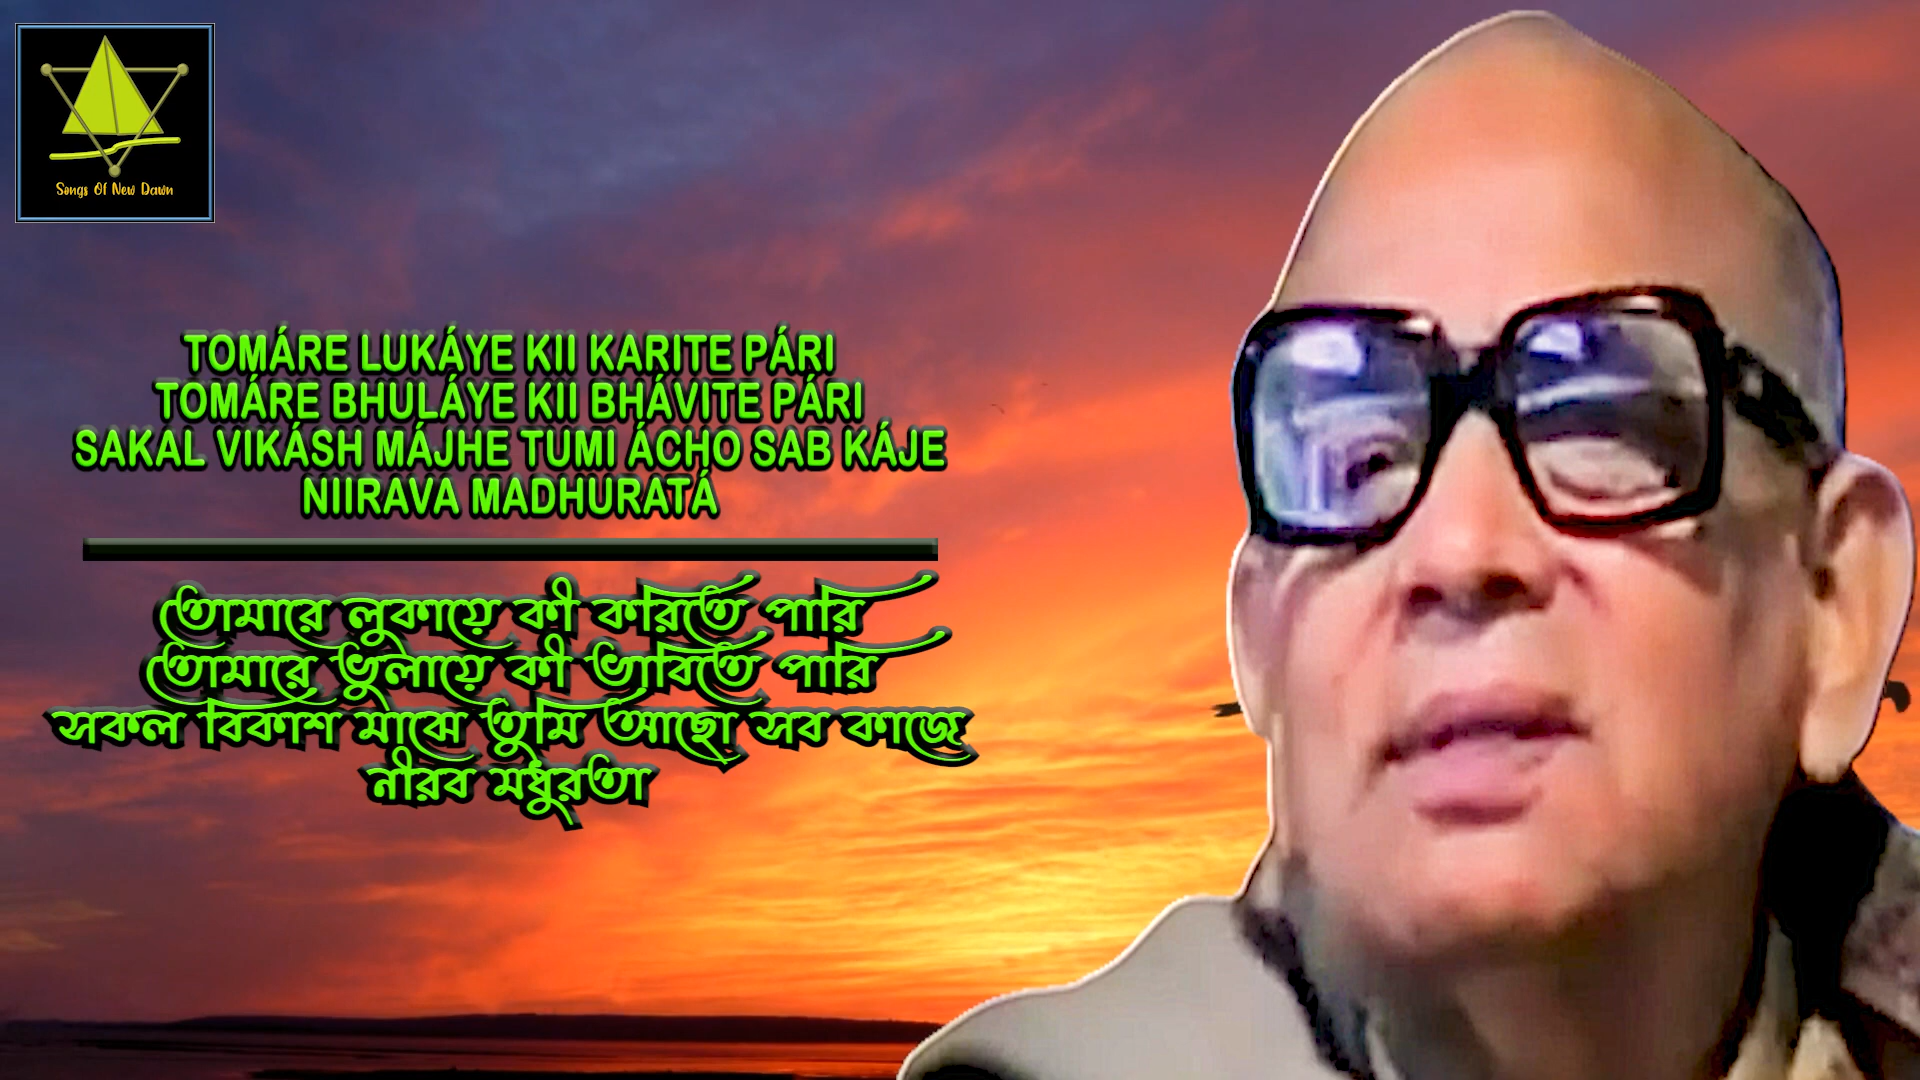 Songs Of New Dawn
TOMÁRE LUKÁYE KII KARITE PÁRI
TOMÁRE BHULÁYE KII BHÁVITE PÁRI
SAKAL VIKÁSH MÁJHE TUMI ÁCHO SAB KÁJE
NIIRAVA MADHURATÁ
তোমারে লুকায়ে কী করিতে পারি
তোমারে ভুলায়ে কী ভাবিতে পারি
সকল বিকাশ মাঝে তুমি আছো সব কাজে
নীরব মধুরতা